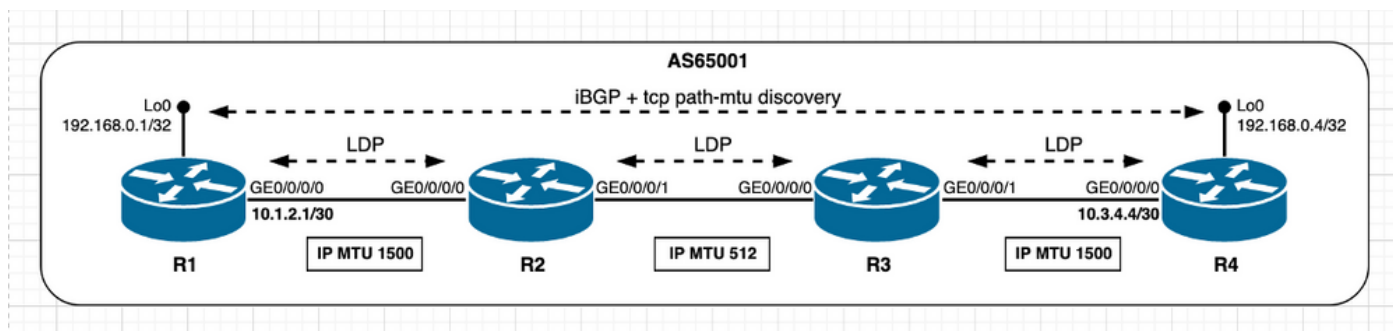 AS65001
iBGP + tcp path-mtu discovery
Lo0
192.168.0.1/32
Lo0
192.168.0.4/32
LDP
LDP
LDP
GE0/0/0/0
GE0/0/0/0
GE0/0/0/1
GE0/0/0/0
GE0/0/0/1
GE0/0/0/0
10.1.2.1/30
10.3.4.4/30
IP MTU 1500
IP MTU 512
IP MTU 1500
R1
R2
R3
R4